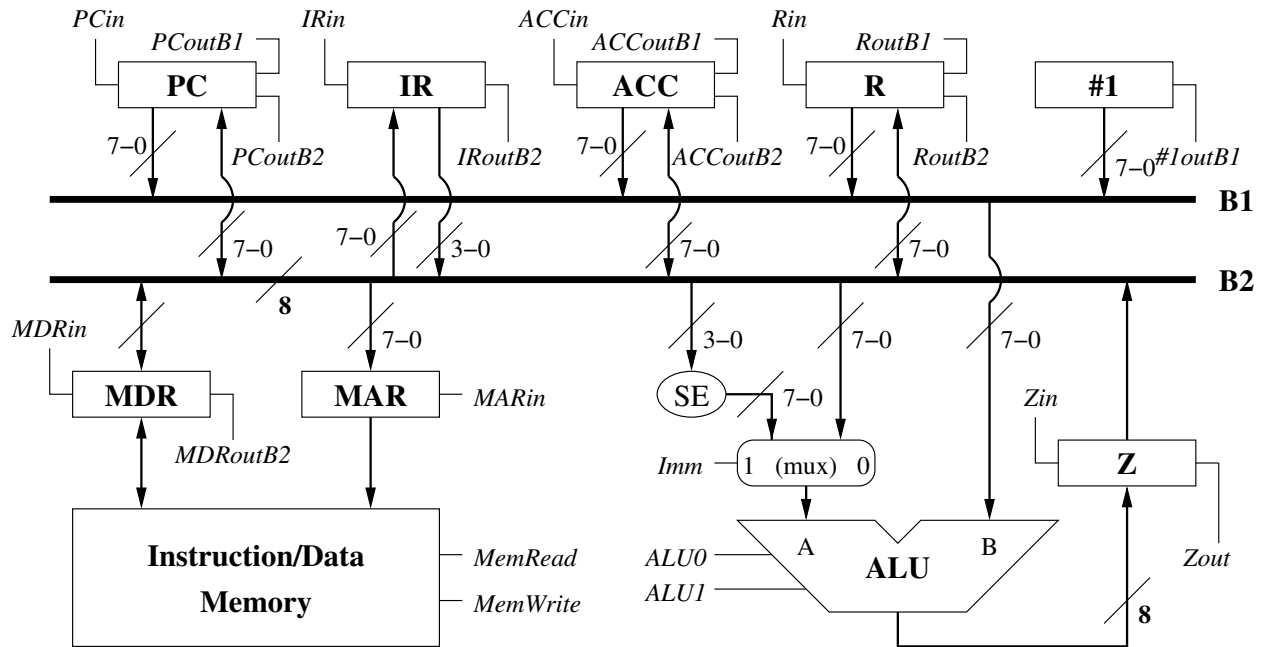 PCin
IRin
ACCin
Rin
PCoutB1
ACCoutB1
RoutB1
PC
IR
ACC
R
#1
7−0
7−0
7−0
7−0
PCoutB2
IRoutB2
ACCoutB2
RoutB2
#1outB1
B1
7−0
7−0
3−0
7−0
7−0
B2
8
MDRin
3−0
7−0
7−0
7−0
MDR
MAR
MARin
SE
7−0
Zin
MDRoutB2
Imm
1 (mux) 0
Z
Instruction/Data
Memory
MemRead
MemWrite
ALU0
ALU1
A
B
ALU
Zout
8